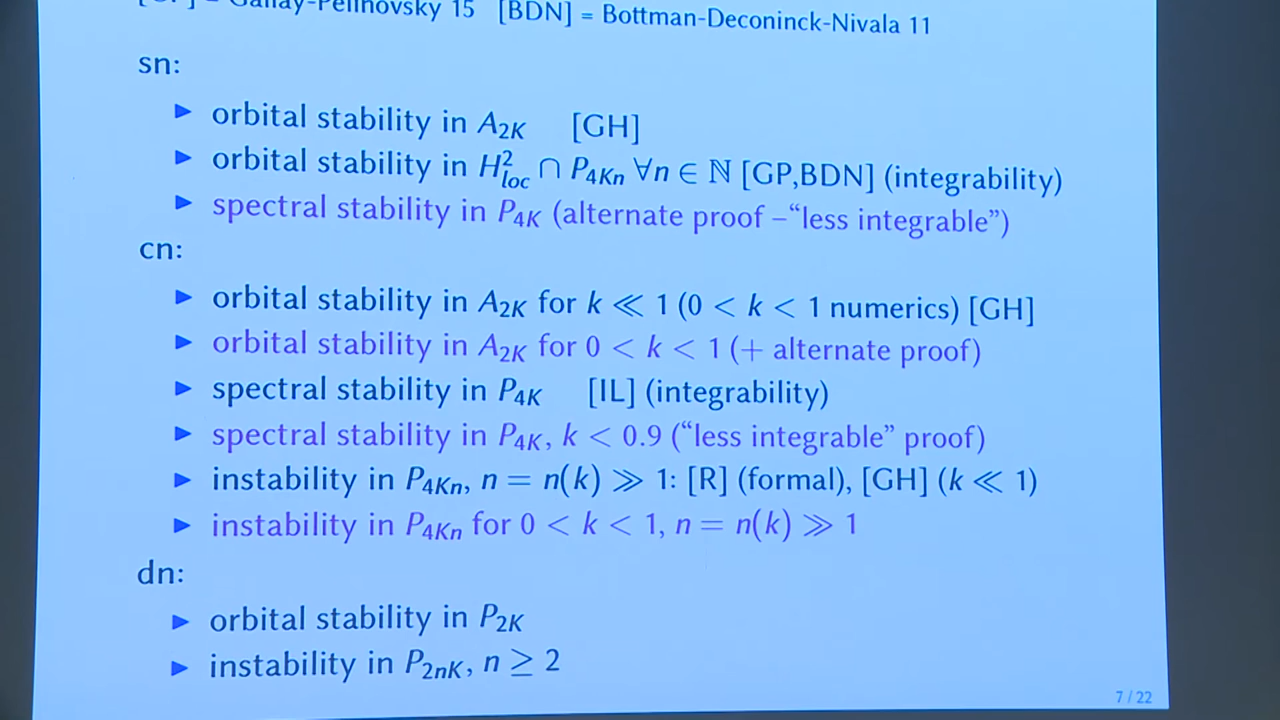 = Gallay-Pelinovsky 15 [BDN] = Bottman-Deconinck-Nivala 11
sn:
▶ orbital stability in A_{2K} [GH]
▶ orbital stability in H^2_{loc} ∩ P_{4Kn} ∀n ∈ ℕ [GP,BDN] (integrability)
▶ spectral stability in P_{4K} (alternate proof –“less integrable”)
cn:
▶ orbital stability in A_{2K} for k ≪ 1 (0 < k < 1 numerics) [GH]
▶ orbital stability in A_{2K} for 0 < k < 1 (+ alternate proof)
▶ spectral stability in P_{4K} [IL] (integrability)
▶ spectral stability in P_{4K}, k < 0.9 (“less integrable” proof)
▶ instability in P_{4Kn}, n = n(k) ≫ 1: [R] (formal), [GH] (k ≪ 1)
▶ instability in P_{4Kn} for 0 < k < 1, n = n(k) ≫ 1
dn:
▶ orbital stability in P_{2K}
▶ instability in P_{2nK}, n ≥ 2
7 / 22